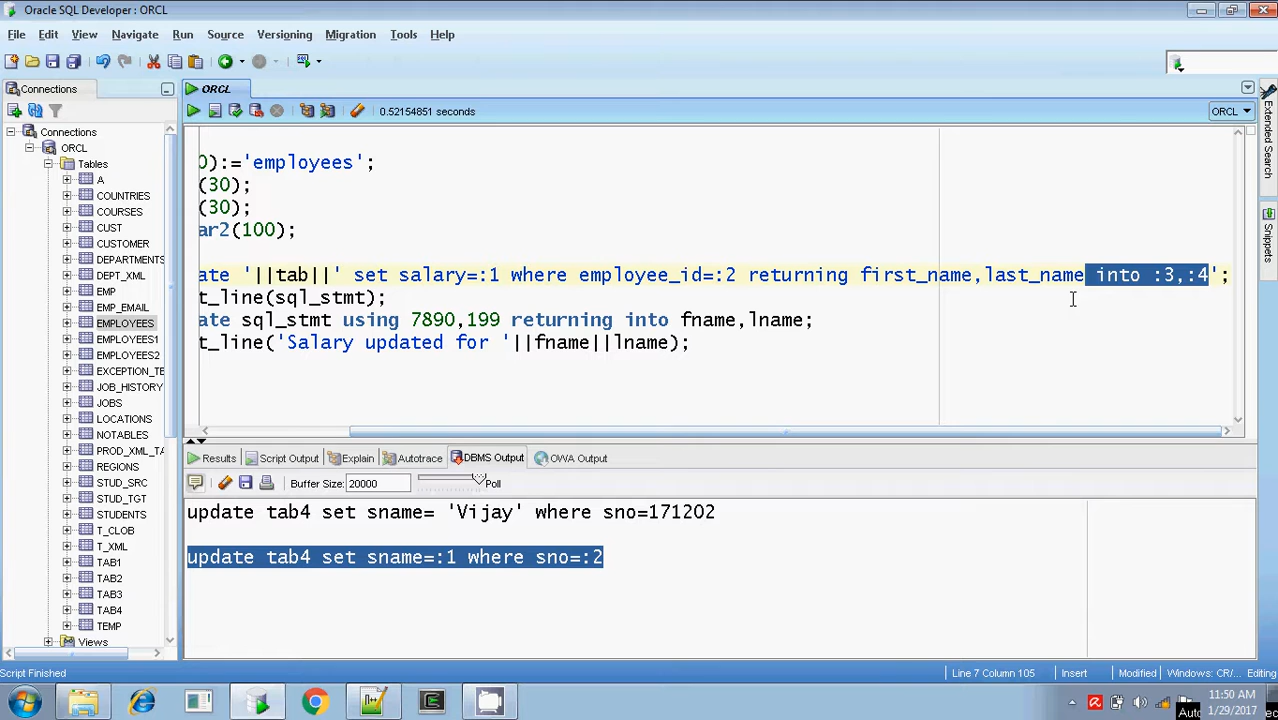 Oracle SQL Developer : ORCL
File Edit View Navigate Run Source Versioning Migration Tools Help
Connections
ORCL
0.52154851 seconds
ORCL
Connections
ORCL
Tables
A
COUNTRIES
COURSES
CUST
CUSTOMER
DEPARTMENTS
DEPT_XML
EMP
EMP_EMAIL
EMPLOYEES
EMPLOYEES1
EMPLOYEES2
EXCEPTION_TE
JOB_HISTORY
JOBS
LOCATIONS
NOTABLES
PROD_XML_TA
REGIONS
STUD_SRC
STUD_TGT
STUDENTS
T_CLOB
T_XML
TAB1
TAB2
TAB3
TAB4
TEMP
Views
0):='employees';
(30);
(30);
ar2(100);
ate '||tab||' set salary=:1 where employee_id=:2 returning first_name,last_name into :3,:4';
t_line(sql_stmt);
ate sql_stmt using 7890,199 returning into fname,lname;
t_line('Salary updated for '||fname||lname);
Extended Search
Snippets
Results Script Output Explain Autotrace DBMS Output OWA Output
Buffer Size: 20000 Poll
update tab4 set sname= 'Vijay' where sno=171202
update tab4 set sname=:1 where sno=:2
Script Finished
Line 7 Column 105 Insert Modified Windows: CR/... Editing
11:50 AM
1/29/2017